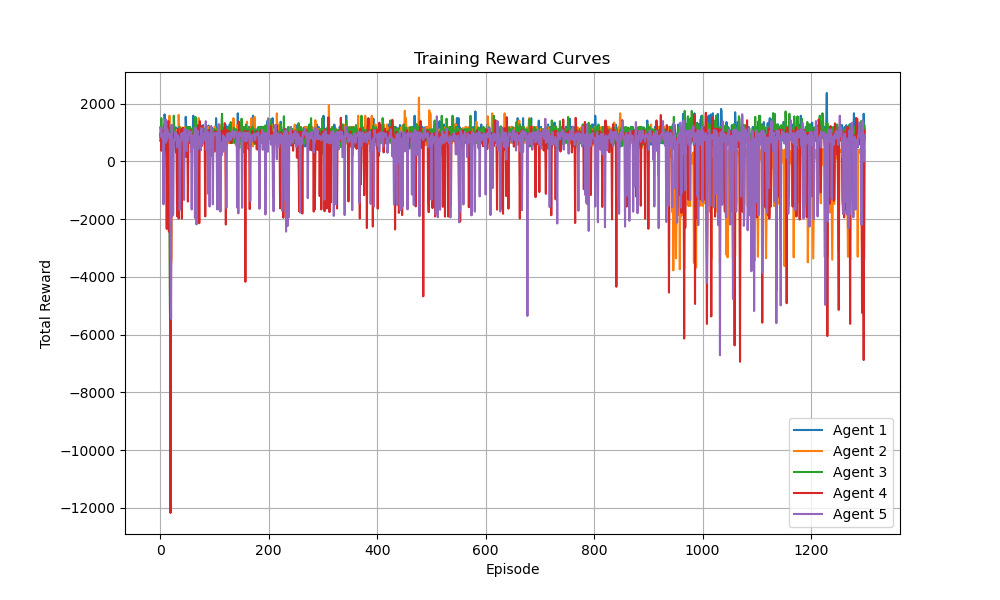 Training Reward Curves
Total Reward
2000
0
−2000
−4000
−6000
−8000
−10000
−12000
0 200 400 600 800 1000 1200
Episode
Agent 1
Agent 2
Agent 3
Agent 4
Agent 5